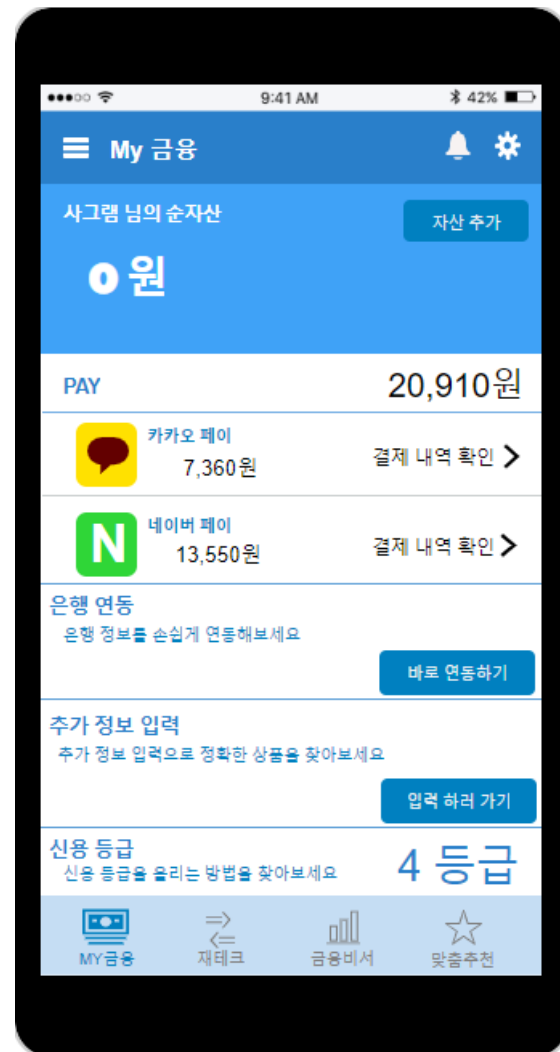 9:41 AM
42%
My 금융
사그램 님의 순자산
자산 추가
0원
PAY
20,910원
카카오 페이
7,360원
결제 내역 확인
N
네이버 페이
13,550원
결제 내역 확인
은행 연동
은행 정보를 손쉽게 연동해보세요
바로 연동하기
추가 정보 입력
추가 정보 입력으로 정확한 상품을 찾아보세요
입력 하러 가기
신용 등급
신용 등급을 올리는 방법을 찾아보세요
4 등급
MY금융
재테크
금융비서
맞춤추천